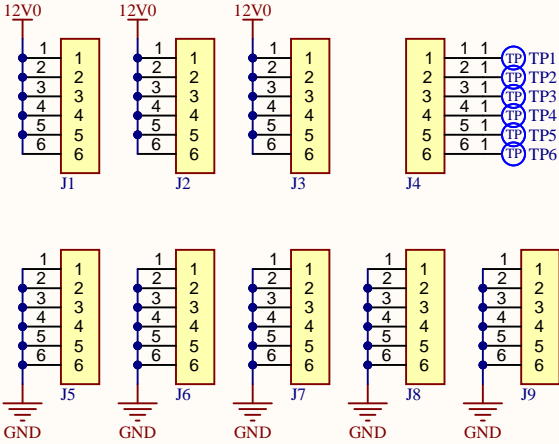 12V0 12V0 12V0
1 1 1 1 1 1 1 1 1 TP TP1
2 2 2 2 2 2 2 2 1 TP TP2
3 3 3 3 3 3 3 3 1 TP TP3
4 4 4 4 4 4 4 4 1 TP TP4
5 5 5 5 5 5 5 5 1 TP TP5
6 6 6 6 6 6 6 6 1 TP TP6
J1 J2 J3 J4
1 1 1 1 1 1 1 1 1 1
2 2 2 2 2 2 2 2 2 2
3 3 3 3 3 3 3 3 3 3
4 4 4 4 4 4 4 4 4 4
5 5 5 5 5 5 5 5 5 5
6 6 6 6 6 6 6 6 6 6
J5 J6 J7 J8 J9
GND GND GND GND GND